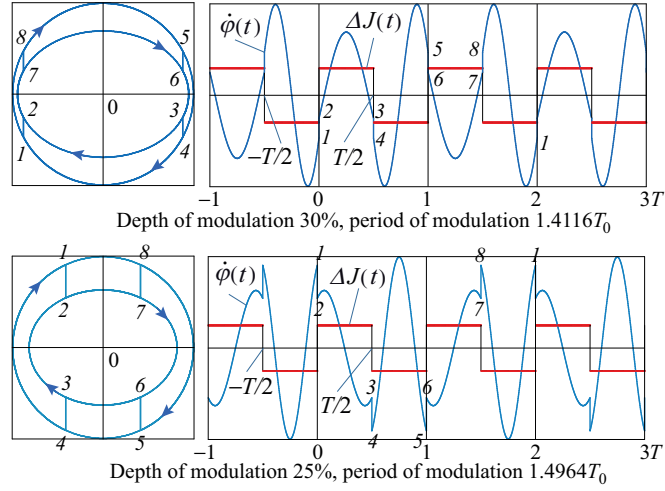 8 5
7 6
0
2 3
1 4
φ̇(t) ΔJ(t)
5 8
6 7
2 3
1 4 1
−T/2 T/2
−1 0 1 2 3T
Depth of modulation 30%, period of modulation 1.4116T₀
1 8
2 7
0
3 6
4 5
φ̇(t) 1 ΔJ(t) 8 1
2 7
−T/2 T/2 3 6
4 5
−1 0 1 2 3T
Depth of modulation 25%, period of modulation 1.4964T₀